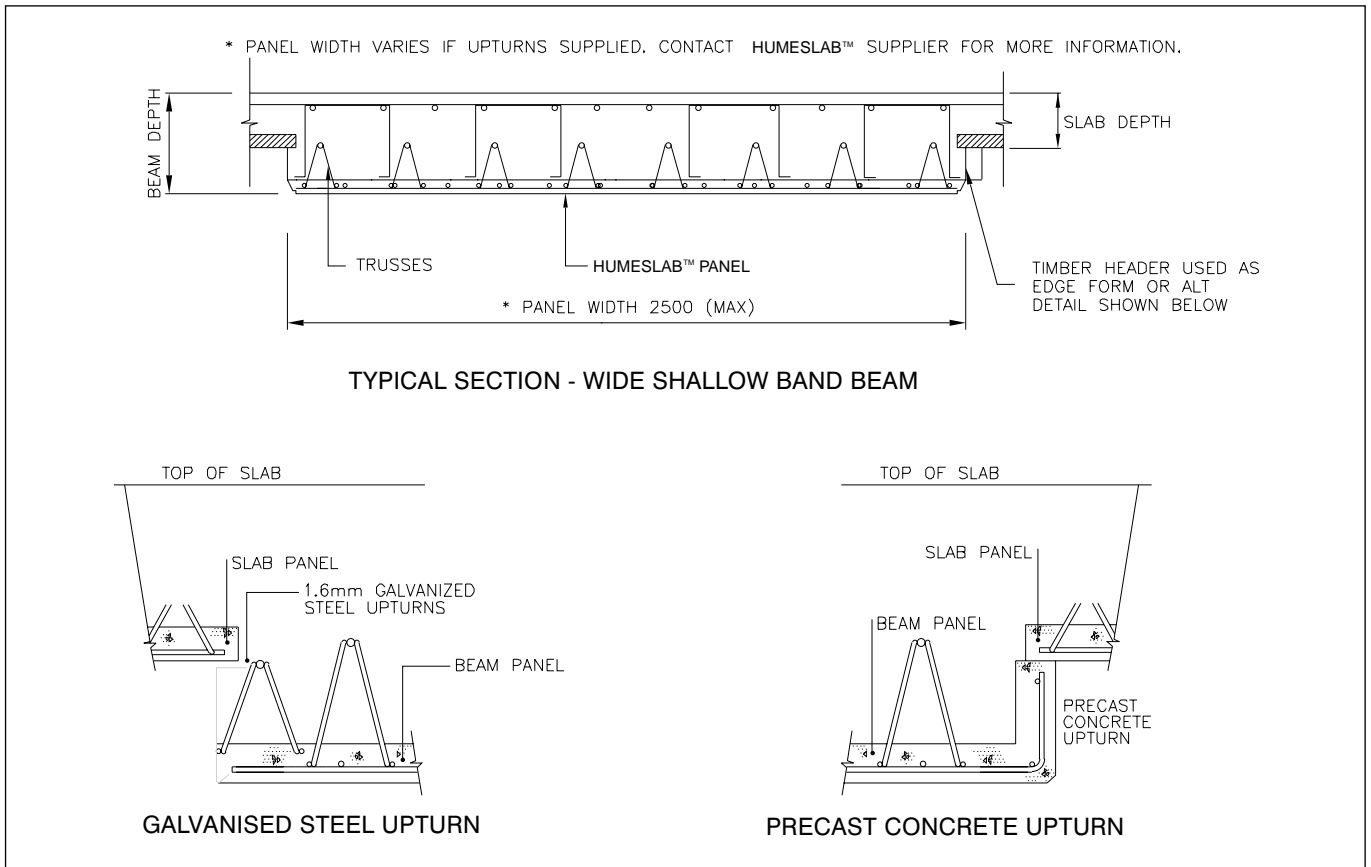 * PANEL WIDTH VARIES IF UPTURNS SUPPLIED. CONTACT HUMESLAB™ SUPPLIER FOR MORE INFORMATION.
BEAM DEPTH
SLAB DEPTH
TRUSSES
HUMESLAB™ PANEL
TIMBER HEADER USED AS
EDGE FORM OR ALT
DETAIL SHOWN BELOW
* PANEL WIDTH 2500 (MAX)
TYPICAL SECTION - WIDE SHALLOW BAND BEAM
TOP OF SLAB
SLAB PANEL
1.6mm GALVANIZED
STEEL UPTURNS
BEAM PANEL
GALVANISED STEEL UPTURN
TOP OF SLAB
SLAB PANEL
BEAM PANEL
PRECAST
CONCRETE
UPTURN
PRECAST CONCRETE UPTURN